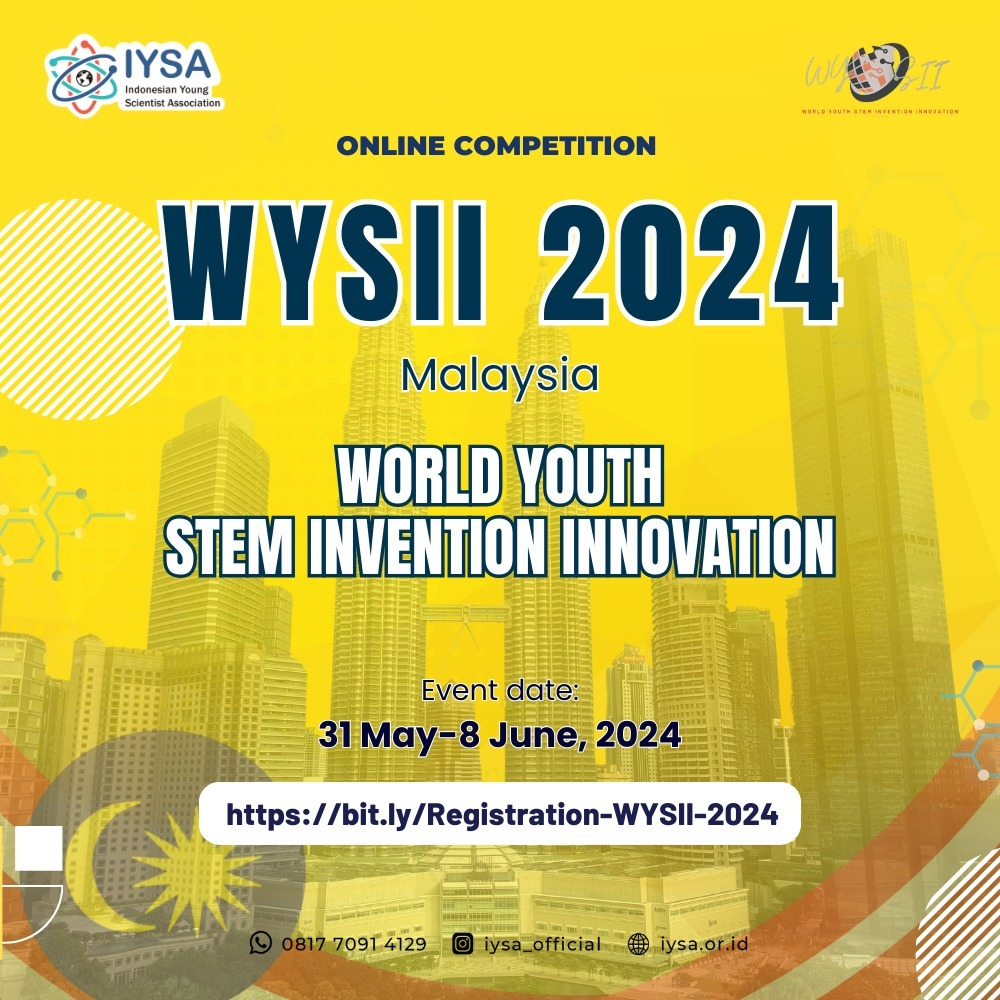 IYSA
Indonesian Young
Scientist Association
WYSII
WORLD YOUTH STEM INVENTION INNOVATION
ONLINE COMPETITION
WYSII 2024
Malaysia
WORLD YOUTH
STEM INVENTION INNOVATION
Event date:
31 May-8 June, 2024
https://bit.ly/Registration-WYSII-2024
0817 7091 4129 iysa_official iysa.or.id